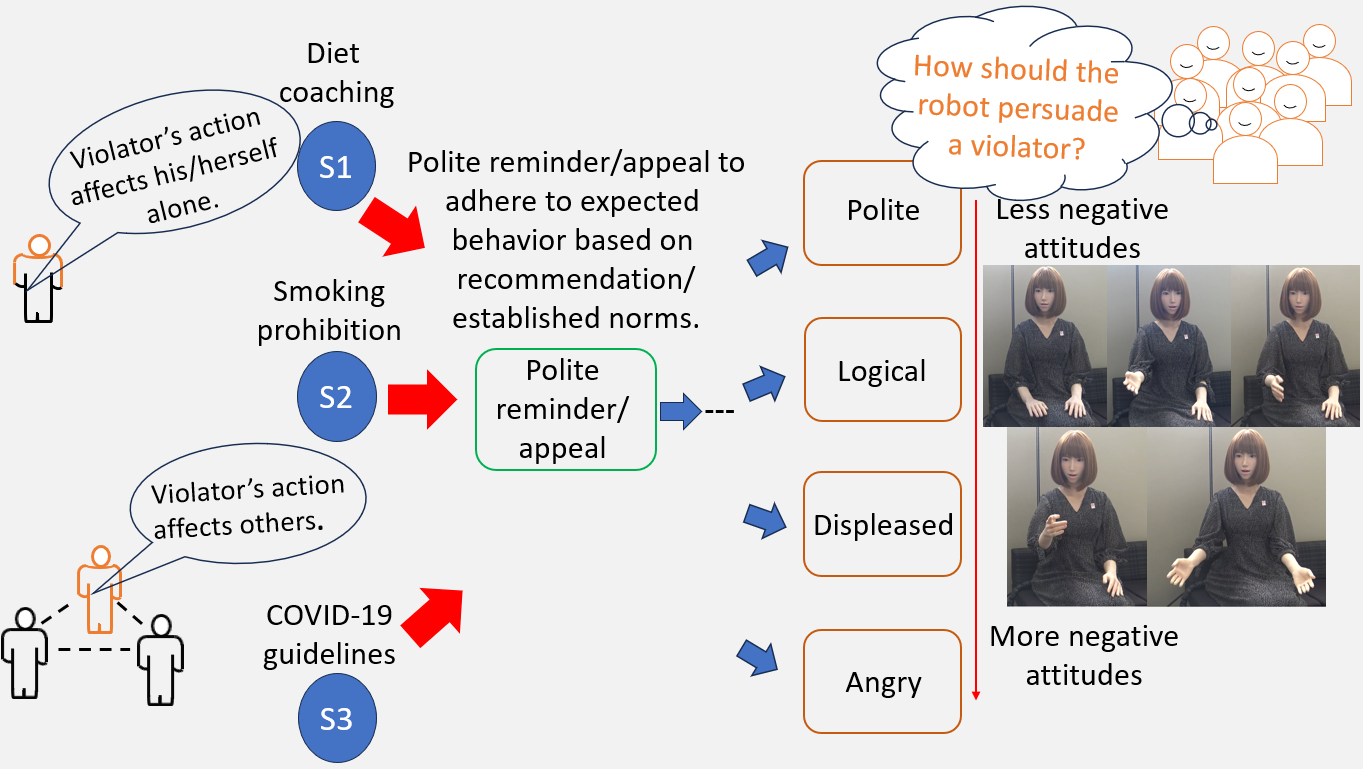 Diet
coaching
Violator's action
affects his/herself
alone.
S1
Polite reminder/appeal to
adhere to expected
behavior based on
recommendation/
established norms.
Smoking
prohibition
S2
Polite
reminder/
appeal
---
Violator's action
affects others.
COVID-19
guidelines
S3
How should the
robot persuade
a violator?
Polite
Logical
Displeased
Angry
Less negative
attitudes
More negative
attitudes